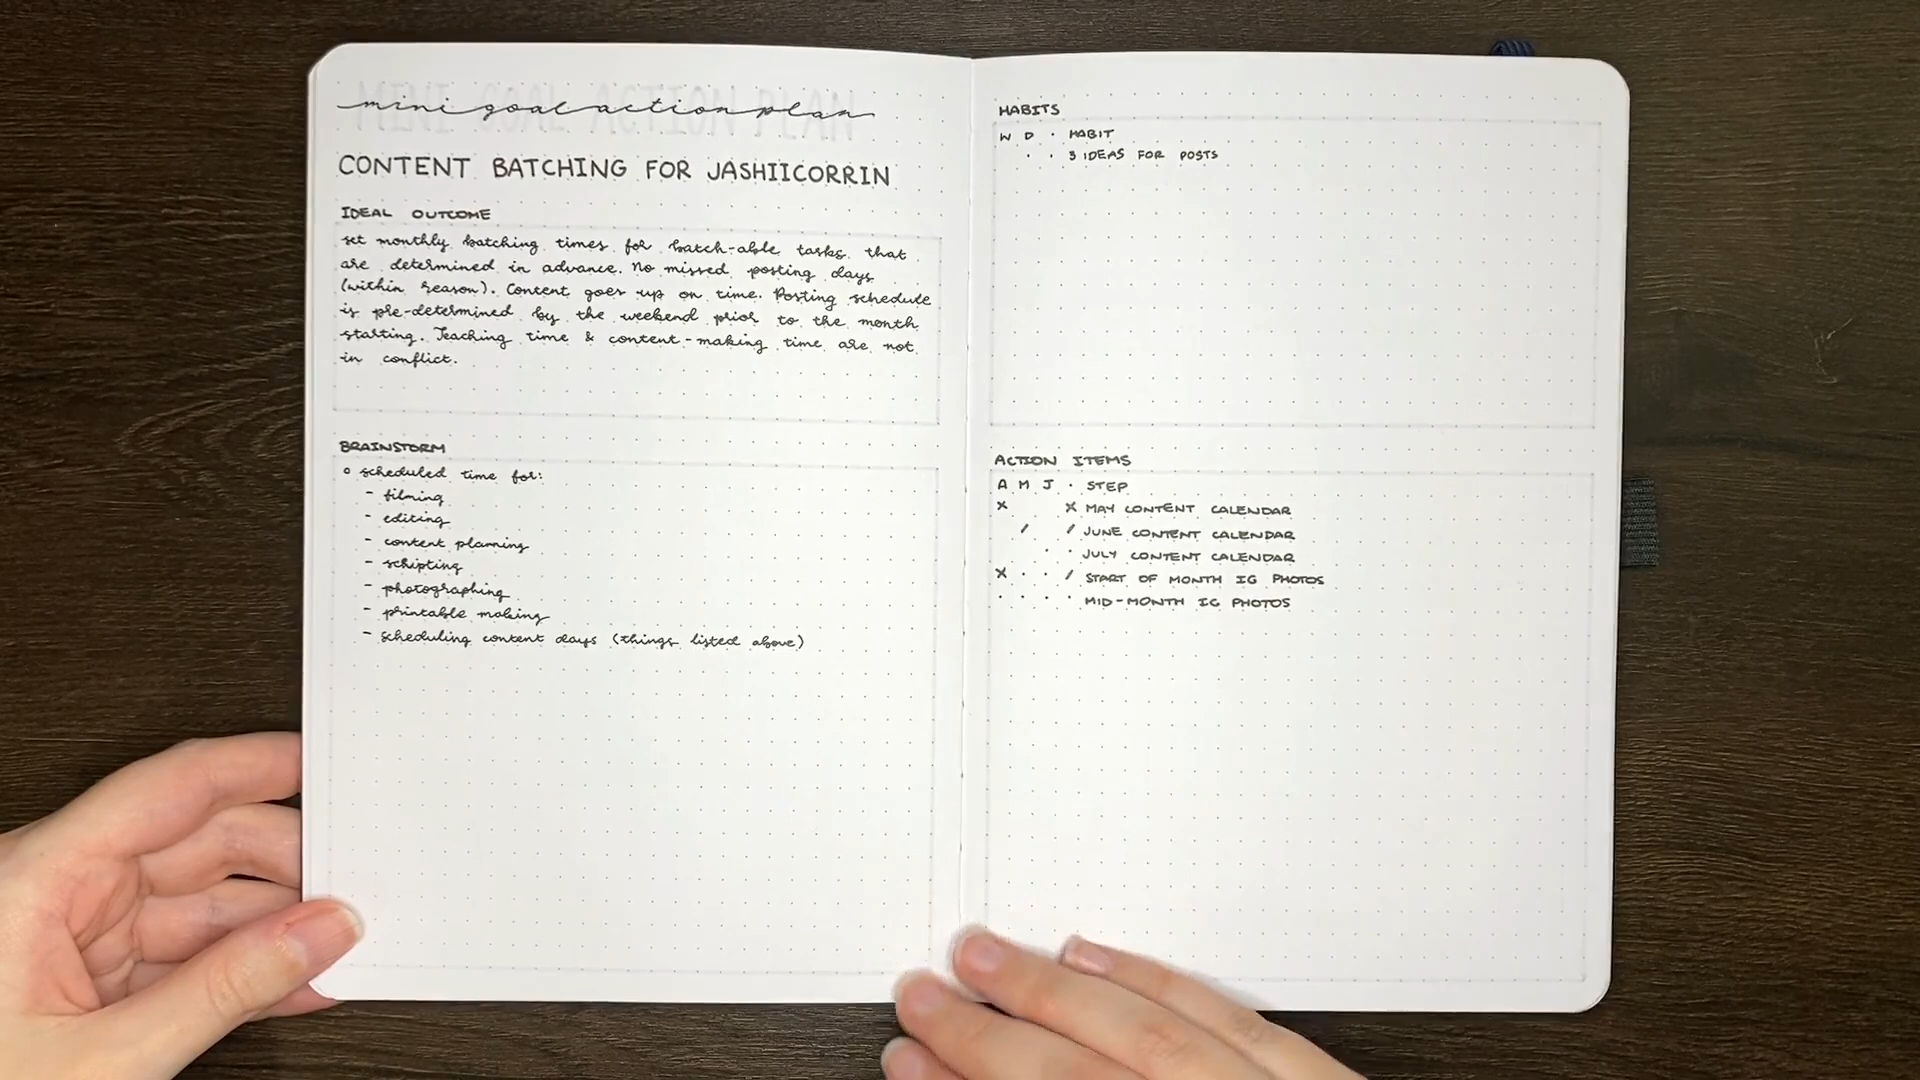 MINI GOAL ACTION PLAN
mini goal action plan
CONTENT BATCHING FOR JASHIICORRIN
IDEAL OUTCOME
set monthly batching times for batch-able tasks that
are determined in advance. No missed posting days
(within reason). Content goes up on time. Posting schedule
is pre-determined by the weekend prior to the month
starting. Teaching time & content-making time are not
in conflict.
BRAINSTORM
o scheduled time for:
- filming
- editing
- content planning
- scripting
- photographing
- printable making
- scheduling content days (things listed above)
HABITS
W D · HABIT
· · 3 IDEAS FOR POSTS
ACTION ITEMS
A M J · STEP
X X MAY CONTENT CALENDAR
/ / JUNE CONTENT CALENDAR
· · JULY CONTENT CALENDAR
X · · / START OF MONTH IG PHOTOS
· · · · MID-MONTH IG PHOTOS